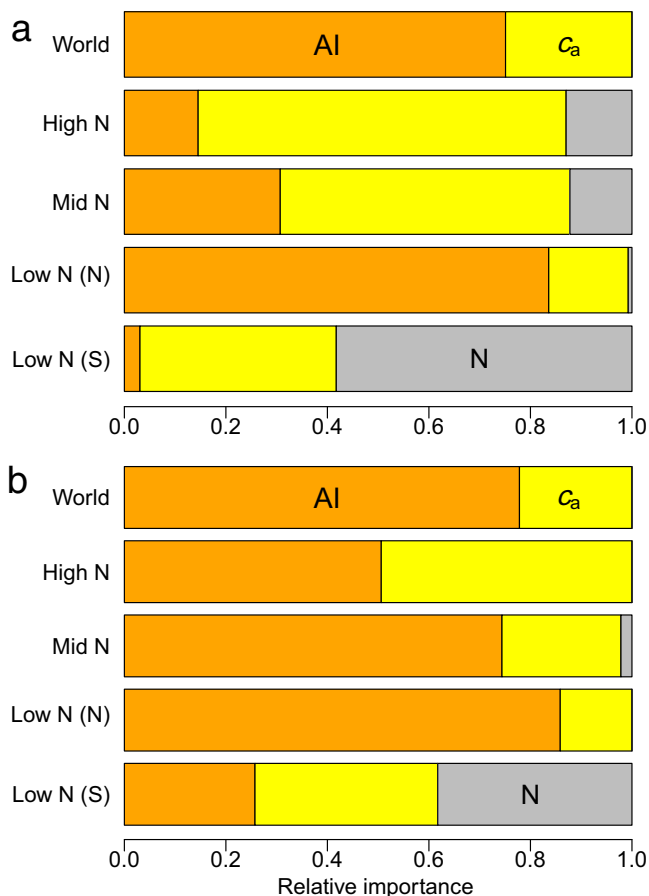 a
World
AI
cₐ
High N
Mid N
Low N (N)
Low N (S)
N
0.0 0.2 0.4 0.6 0.8 1.0
b
World
AI
cₐ
High N
Mid N
Low N (N)
Low N (S)
N
0.0 0.2 0.4 0.6 0.8 1.0
Relative importance